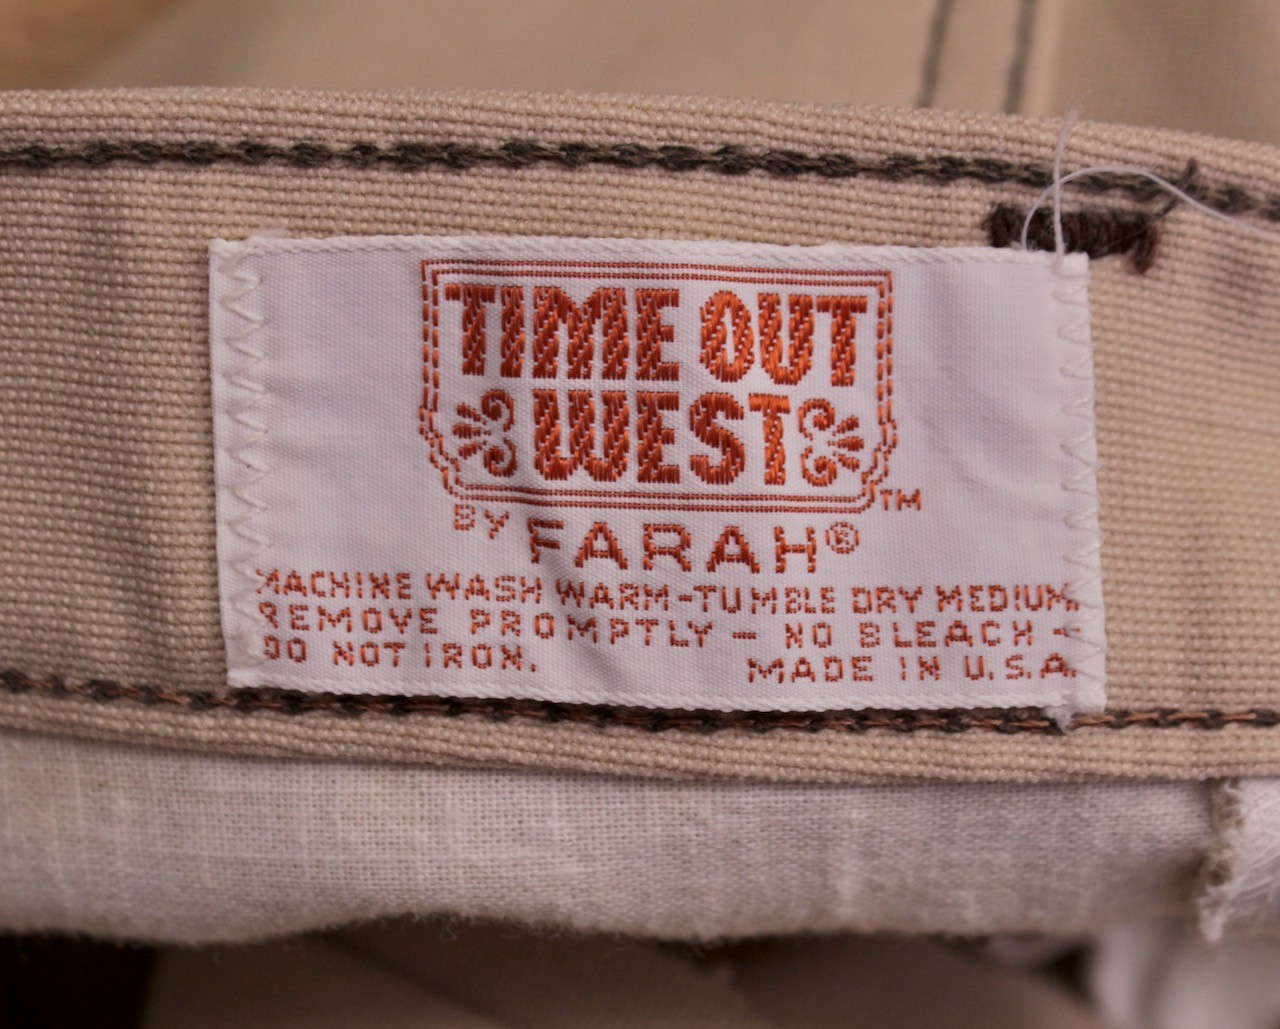 TIME OUT
WEST
TM
BY FARAH®
MACHINE WASH WARM-TUMBLE DRY MEDIUM.
REMOVE PROMPTLY - NO BLEACH -
DO NOT IRON.
MADE IN U.S.A.